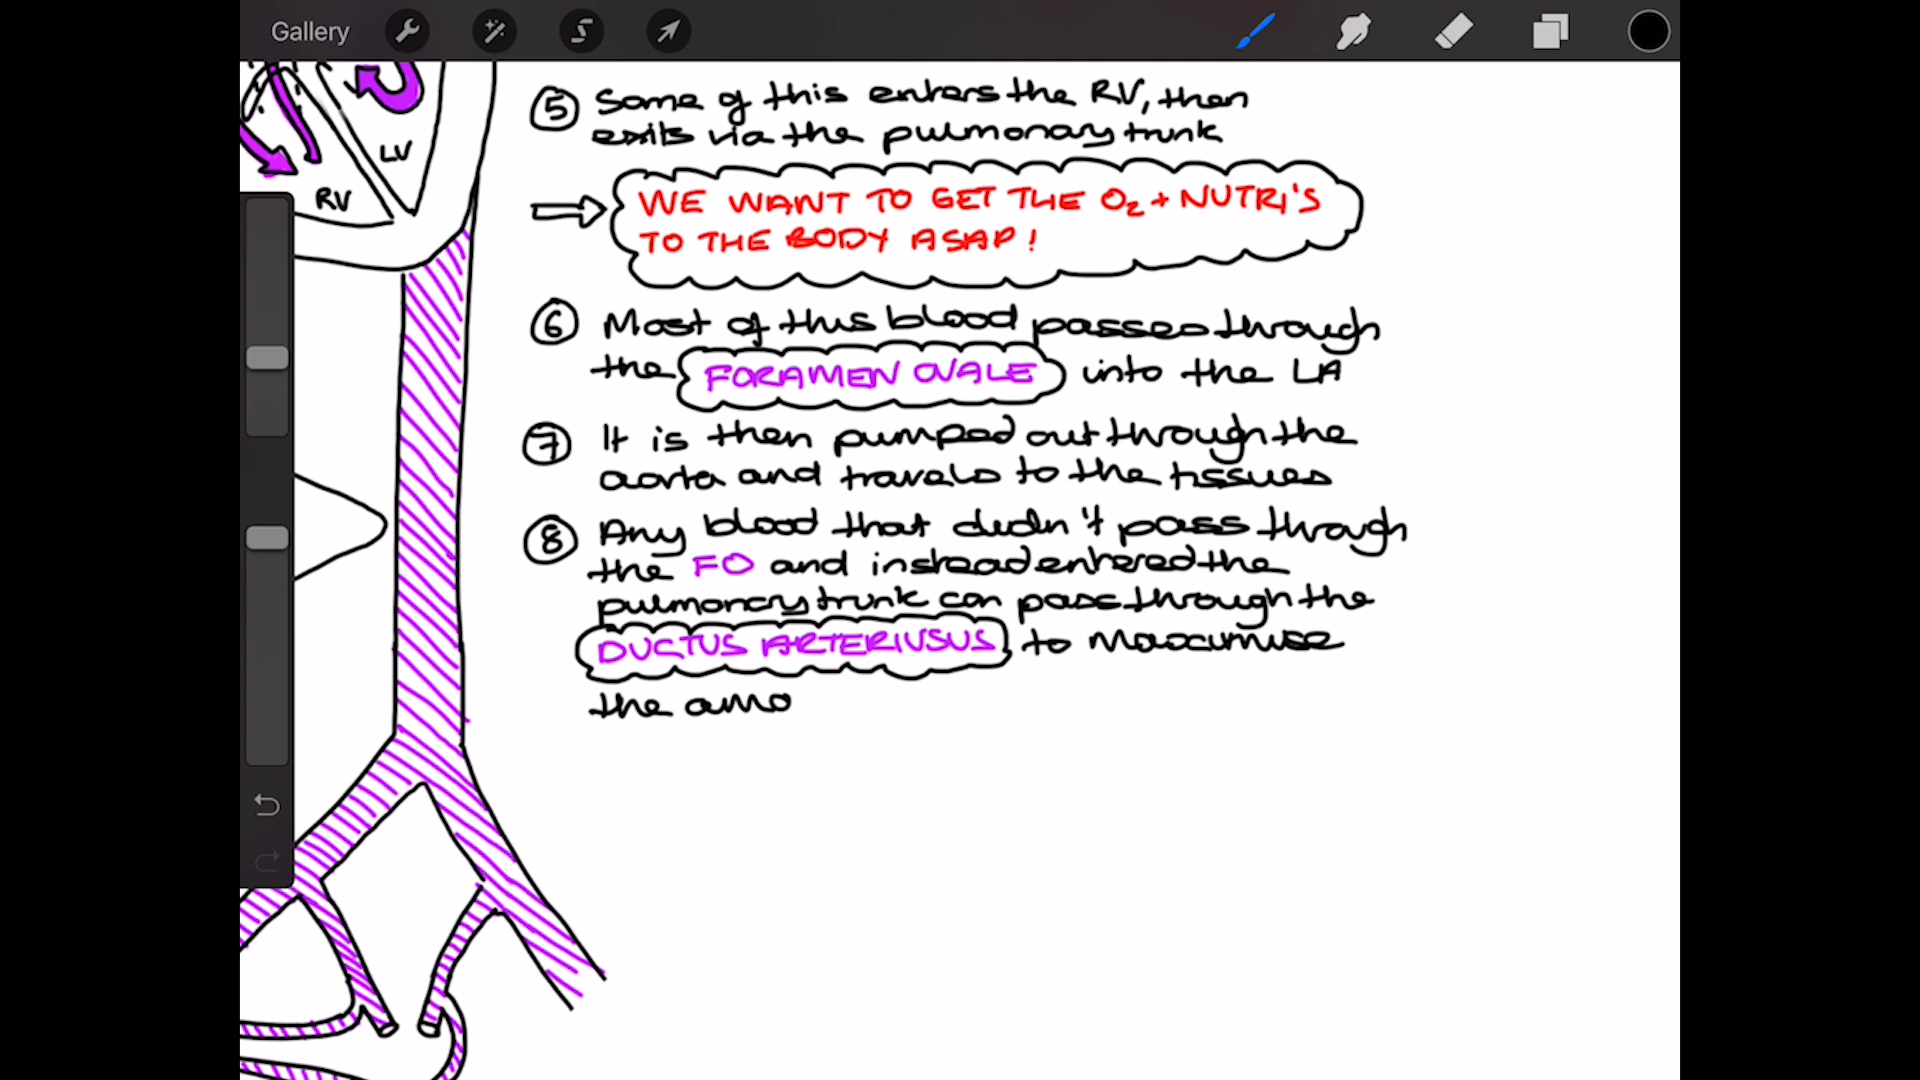 Gallery
LV
RV
5 Some of this enters the RV, then
exits via the pulmonary trunk
WE WANT TO GET THE O₂ + NUTRI'S
TO THE BODY ASAP!
6 Most of this blood passes through
the FORAMEN OVALE into the LA
7 It is then pumped out through the
aorta and travels to the tissues
8 Any blood that didn't pass through
the FO and instead entered the
pulmonary trunk can pass through the
DUCTUS ARTERIUSUS to maximise
the amo